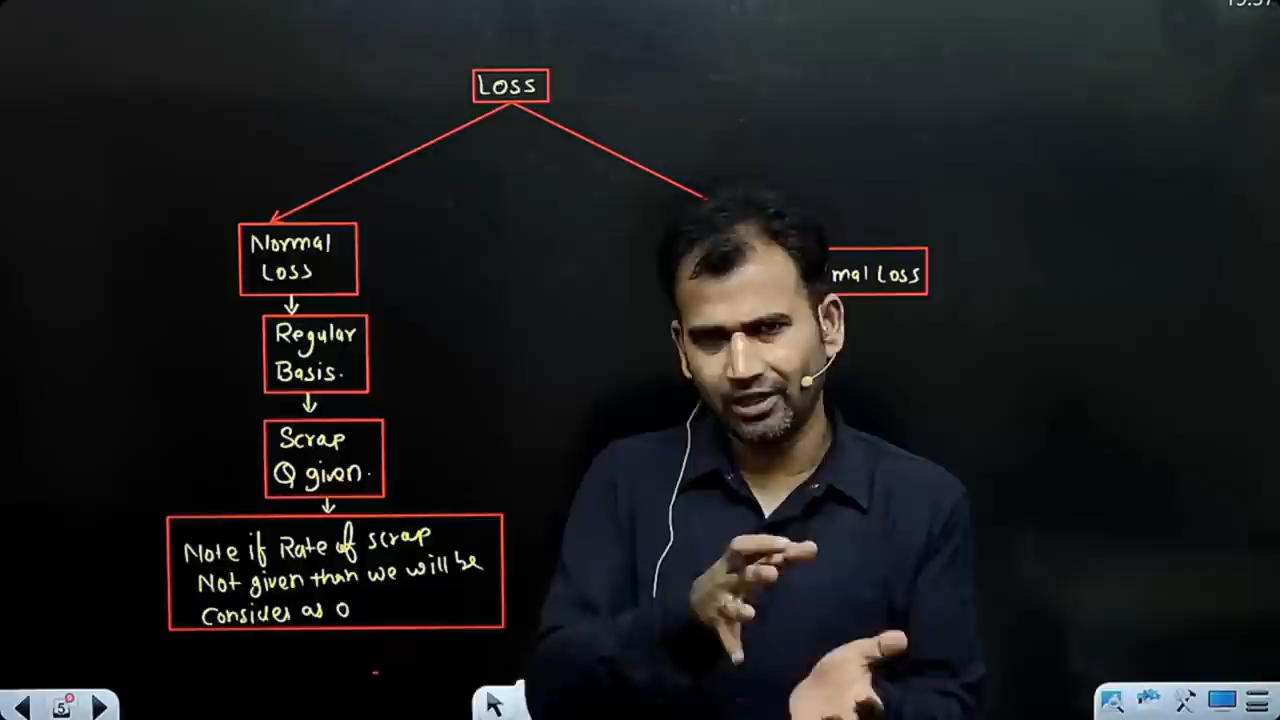 Loss
Normal
Loss
mal Loss
Regular
Basis.
Scrap
Q given.
Note if Rate of scrap
Not given than we will be
Consider as 0
5